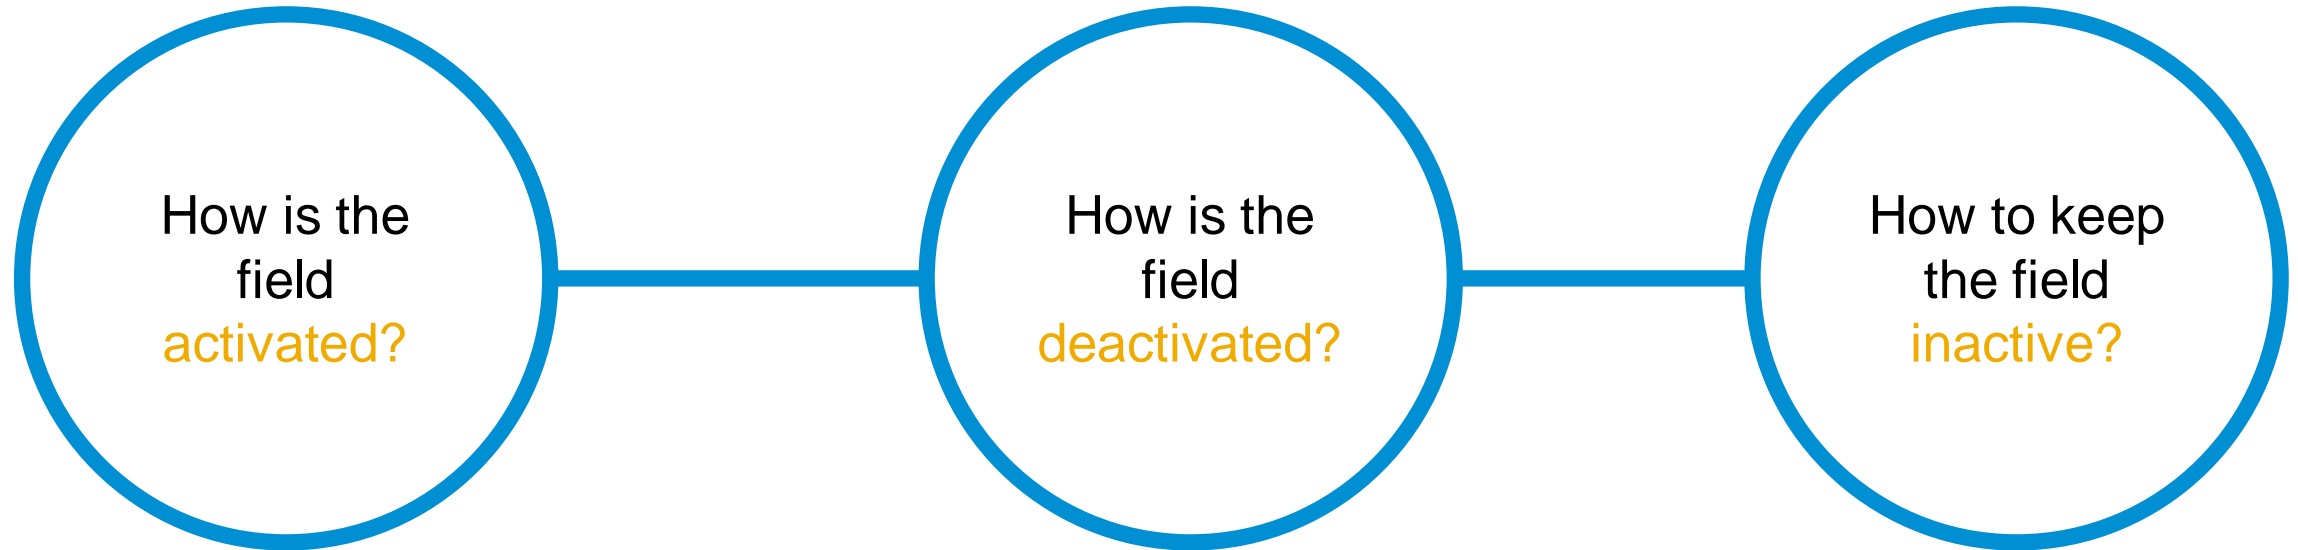 How is the
field
activated?
How is the
field
deactivated?
How to keep
the field
inactive?